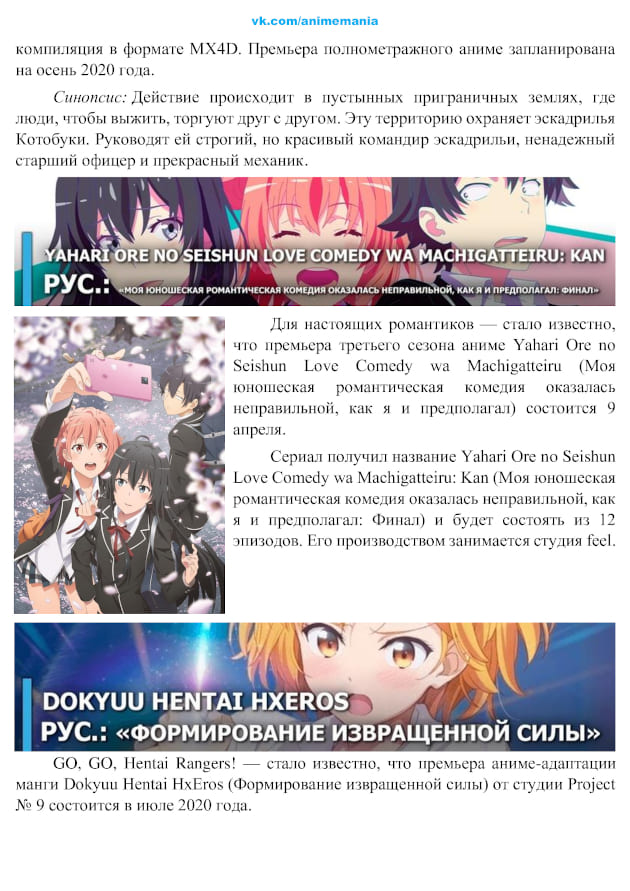 vk.com/animemania
компиляция в формате MX4D. Премьера полнометражного аниме запланирована
на осень 2020 года.
Синопсис: Действие происходит в пустынных приграничных землях, где
люди, чтобы выжить, торгуют друг с другом. Эту территорию охраняет эскадрилья
Котобуки. Руководят ей строгий, но красивый командир эскадрильи, ненадежный
старший офицер и прекрасный механик.
YAHARI ORE NO SEISHUN LOVE COMEDY WA MACHIGATTEIRU: KAN
РУС.: «МОЯ ЮНОШЕСКАЯ РОМАНТИЧЕСКАЯ КОМЕДИЯ ОКАЗАЛАСЬ НЕПРАВИЛЬНОЙ, КАК Я И ПРЕДПОЛАГАЛ: ФИНАЛ»
Для настоящих романтиков — стало известно,
что премьера третьего сезона аниме Yahari Ore no
Seishun Love Comedy wa Machigatteiru (Моя
юношеская романтическая комедия оказалась
неправильной, как я и предполагал) состоится 9
апреля.
Сериал получил название Yahari Ore no Seishun
Love Comedy wa Machigatteiru: Kan (Моя юношеская
романтическая комедия оказалась неправильной, как
я и предполагал: Финал) и будет состоять из 12
эпизодов. Его производством занимается студия feel.
DOKYUU HENTAI HXEROS
РУС.: «ФОРМИРОВАНИЕ ИЗВРАЩЕННОЙ СИЛЫ»
GO, GO, Hentai Rangers! — стало известно, что премьера аниме-адаптации
манги Dokyuu Hentai HxEros (Формирование извращенной силы) от студии Project
№ 9 состоится в июле 2020 года.